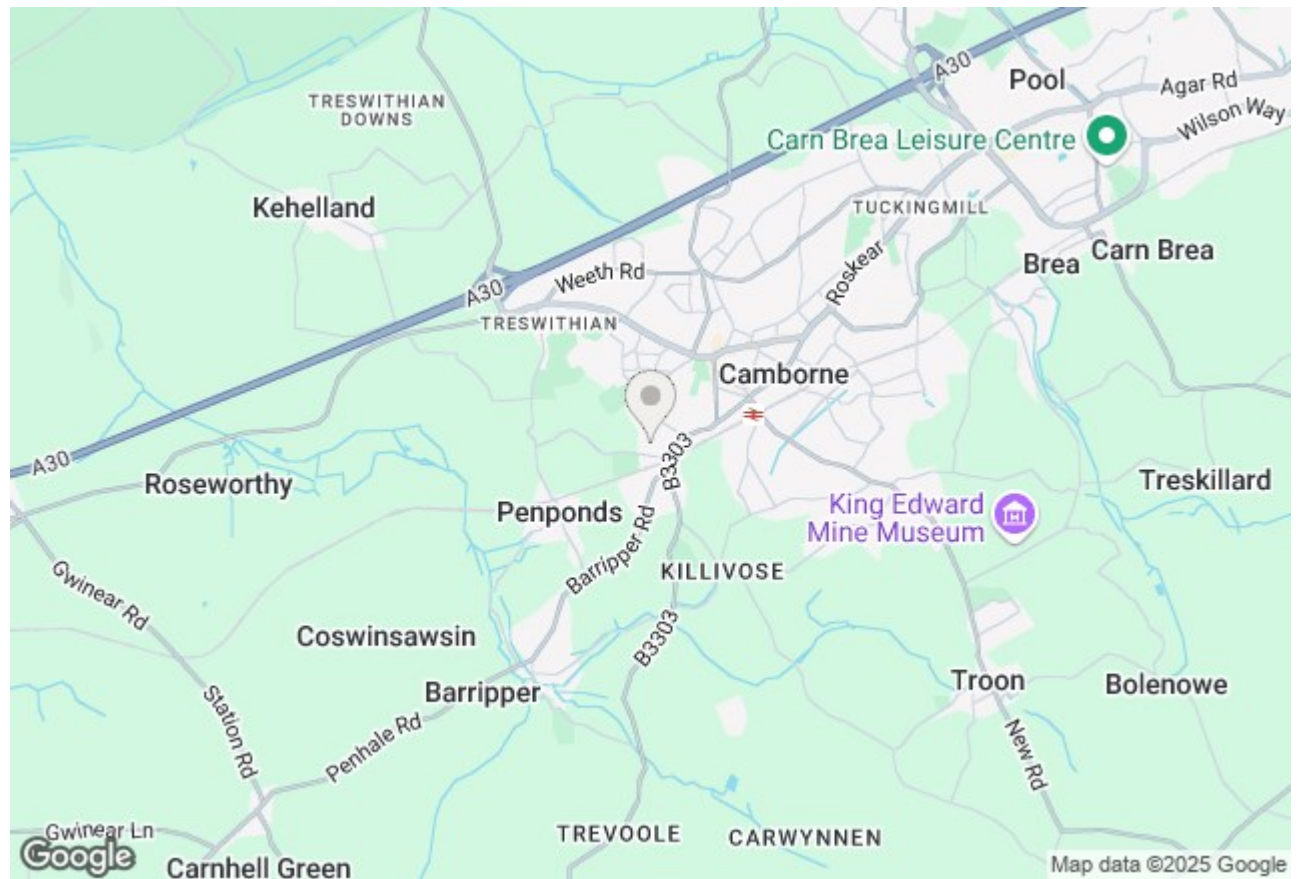 A30
Pool
Agar Rd
TRESWITHIAN
DOWNS
Wilson Way
Carn Brea Leisure Centre
Kehelland
TUCKINGMILL
Roskear
Brea
Carn Brea
Weeth Rd
A30
TRESWITHIAN
Camborne
B3303
A30
Roseworthy
Treskillard
Penponds
King Edward
Mine Museum
Barripper Rd
KILLIVOSE
Gwinear Rd
Coswinsawsin
B3303
Barripper
Troon
Bolenowe
Station Rd
Penhale Rd
New Rd
Gwinear Ln
TREVOOLE
CARWYNNEN
Google
Carnhell Green
Map data ©2025 Google